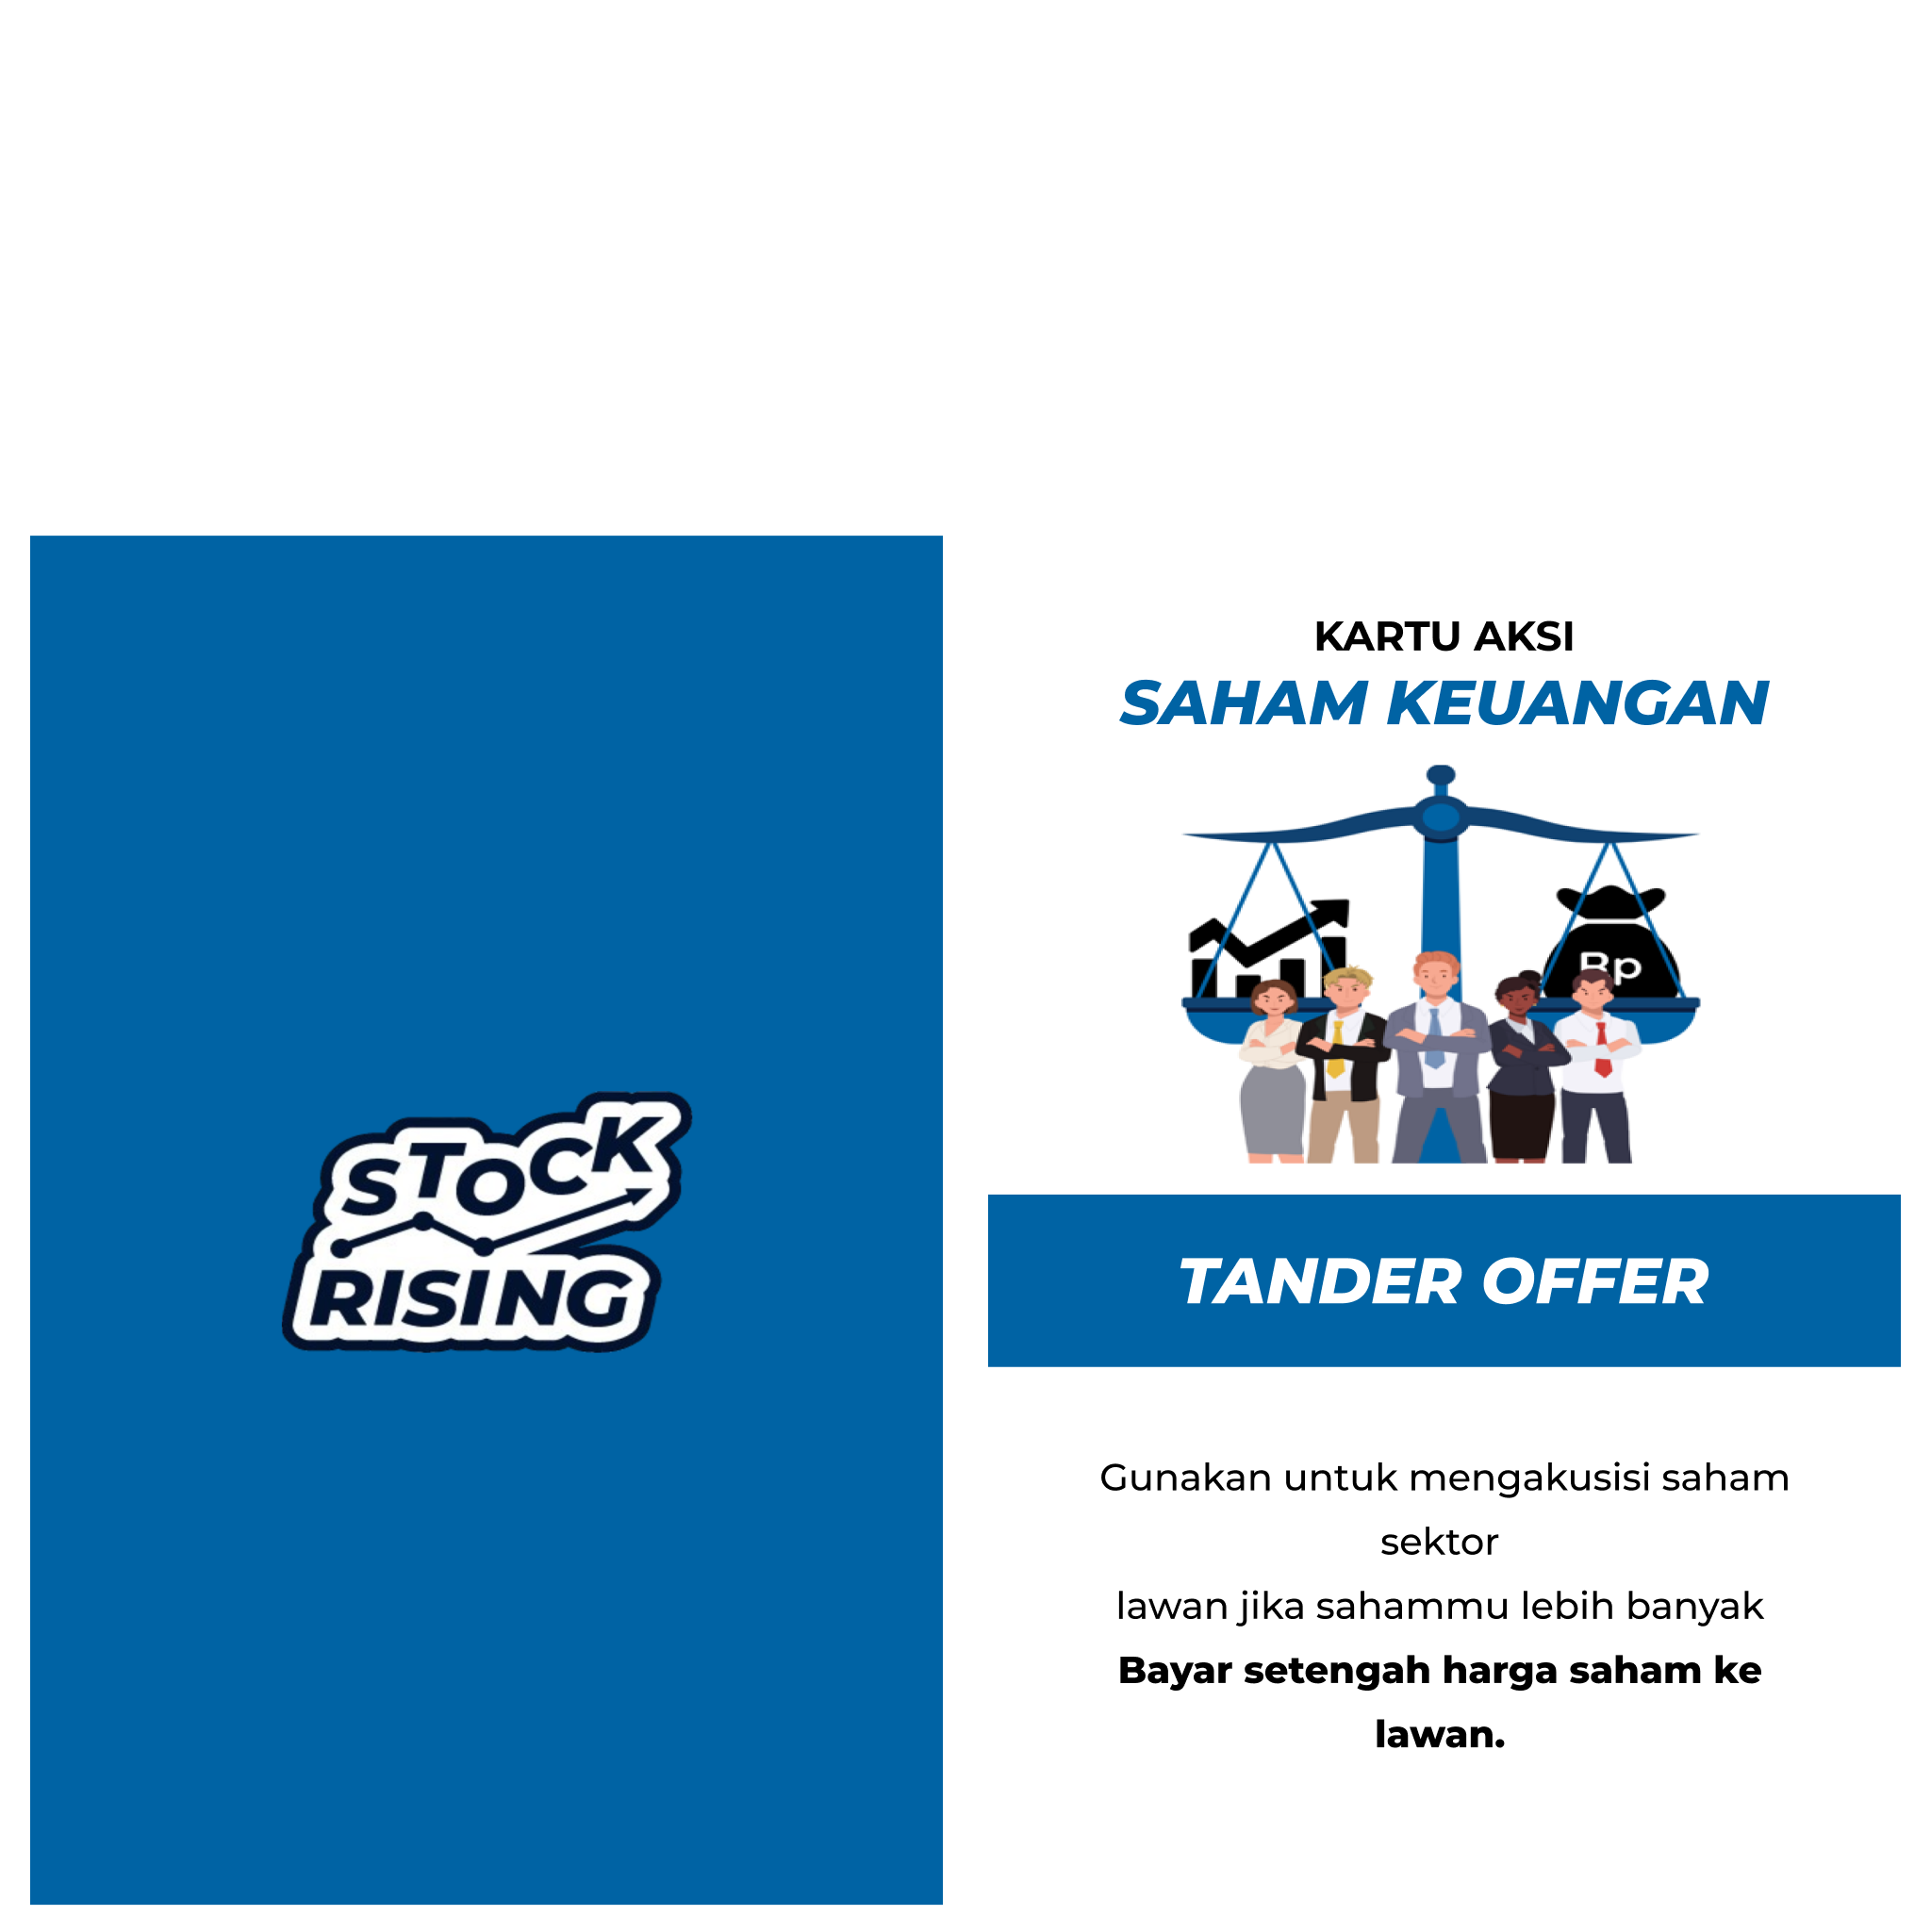 STOCK
RISING
KARTU AKSI
SAHAM KEUANGAN
Rp
TANDER OFFER
Gunakan untuk mengakusisi saham
sektor
lawan jika sahammu lebih banyak
Bayar setengah harga saham ke
lawan.